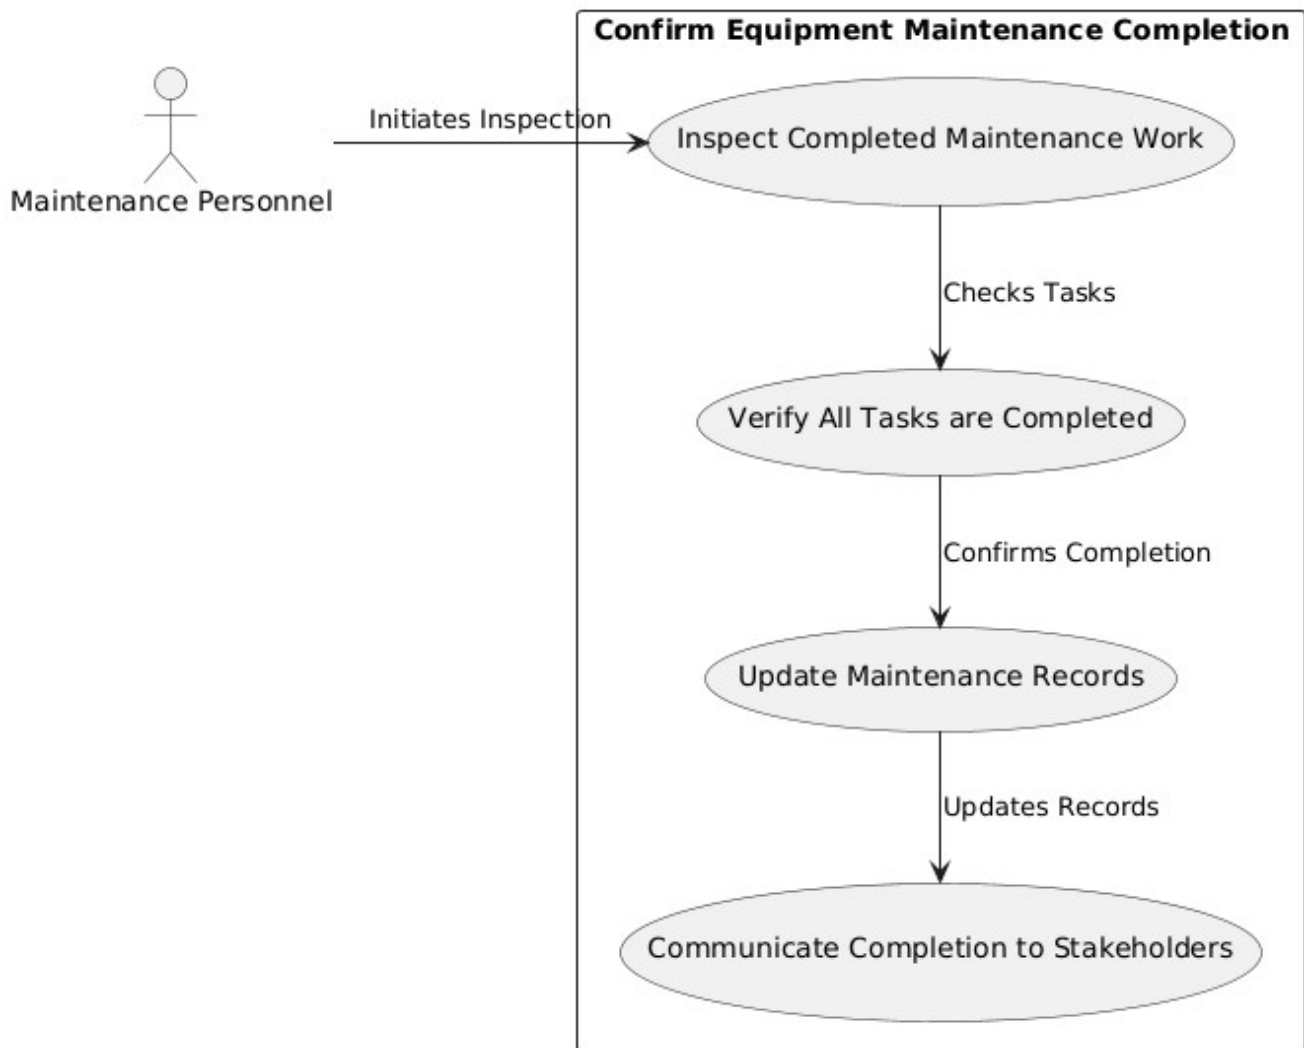 Confirm Equipment Maintenance Completion
Initiates Inspection
Inspect Completed Maintenance Work
Maintenance Personnel
Checks Tasks
Verify All Tasks are Completed
Confirms Completion
Update Maintenance Records
Updates Records
Communicate Completion to Stakeholders